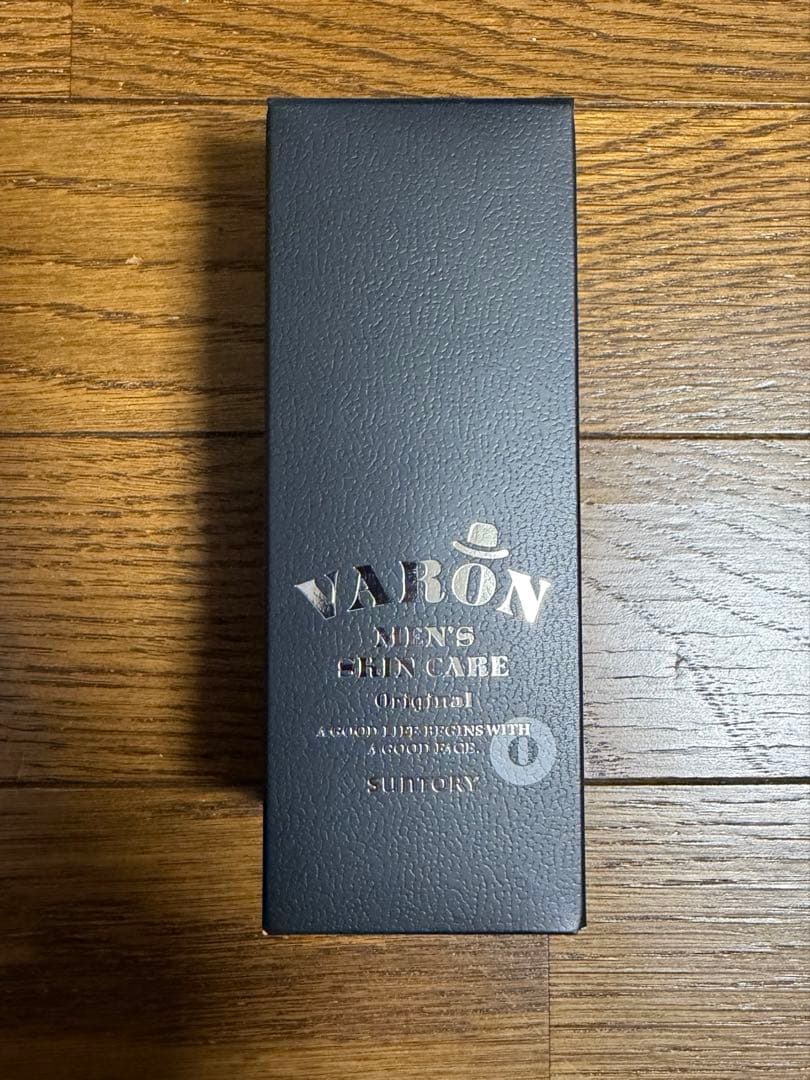 VARON
MEN'S
SKIN CARE
Original
A GOOD LIFE BEGINS WITH
A GOOD FACE.
O
SUNTORY